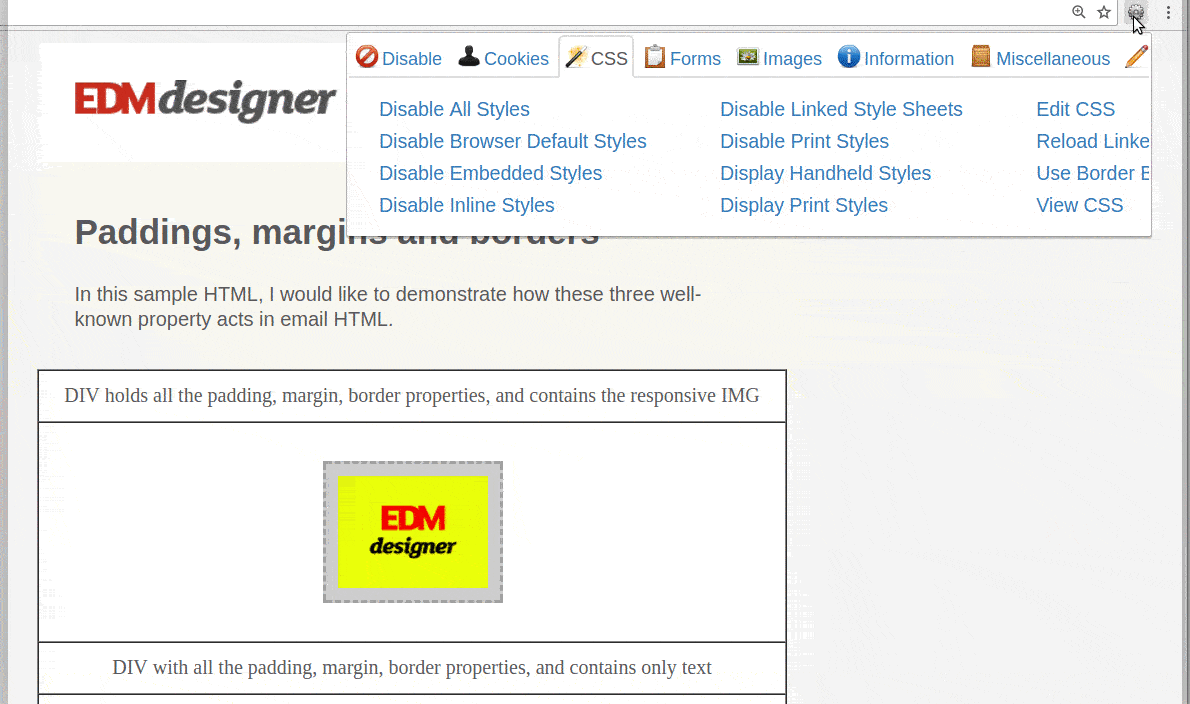 Disable Cookies CSS Forms Images Information Miscellaneous
Disable All Styles Disable Linked Style Sheets Edit CSS
Disable Browser Default Styles Disable Print Styles Reload Linke
Disable Embedded Styles Display Handheld Styles Use Border
Disable Inline Styles Display Print Styles View CSS
EDMdesigner
Paddings, margins and borders
In this sample HTML, I would like to demonstrate how these three well-
known property acts in email HTML.
DIV holds all the padding, margin, border properties, and contains the responsive IMG
EDM
designer
DIV with all the padding, margin, border properties, and contains only text